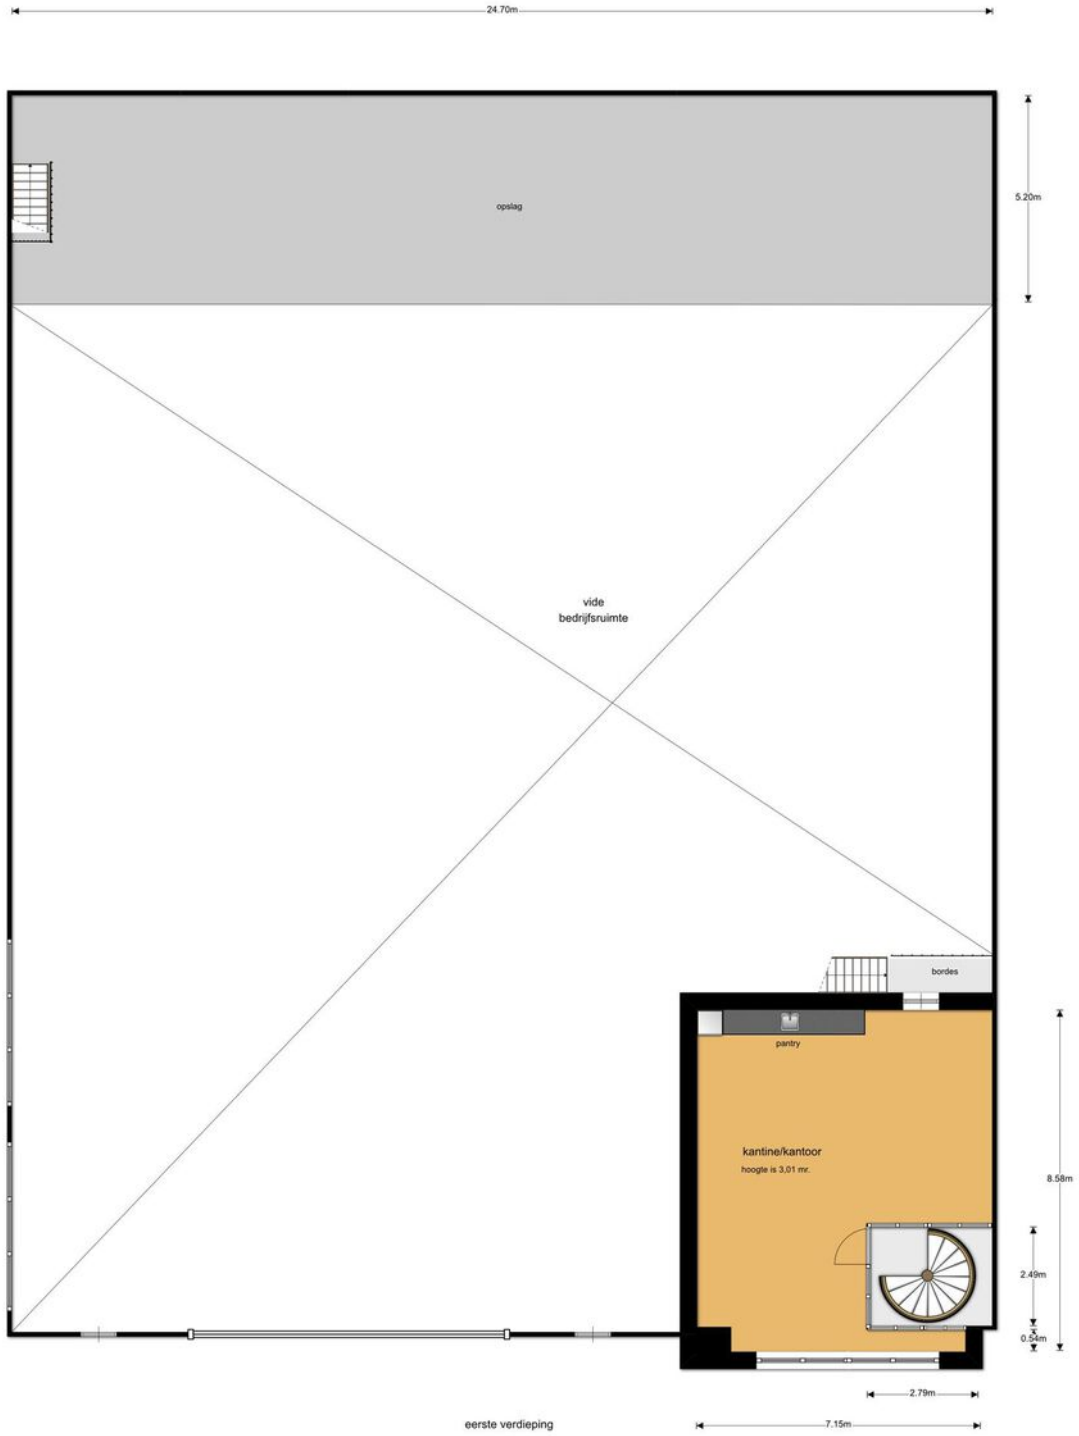 24.70m
5.20m
opslag
vide
bedrijfsruimte
bordes
pantry
kantine/kantoor
hoogte is 3,01 mr.
8.58m
2.49m
0.54m
2.79m
7.15m
eerste verdieping